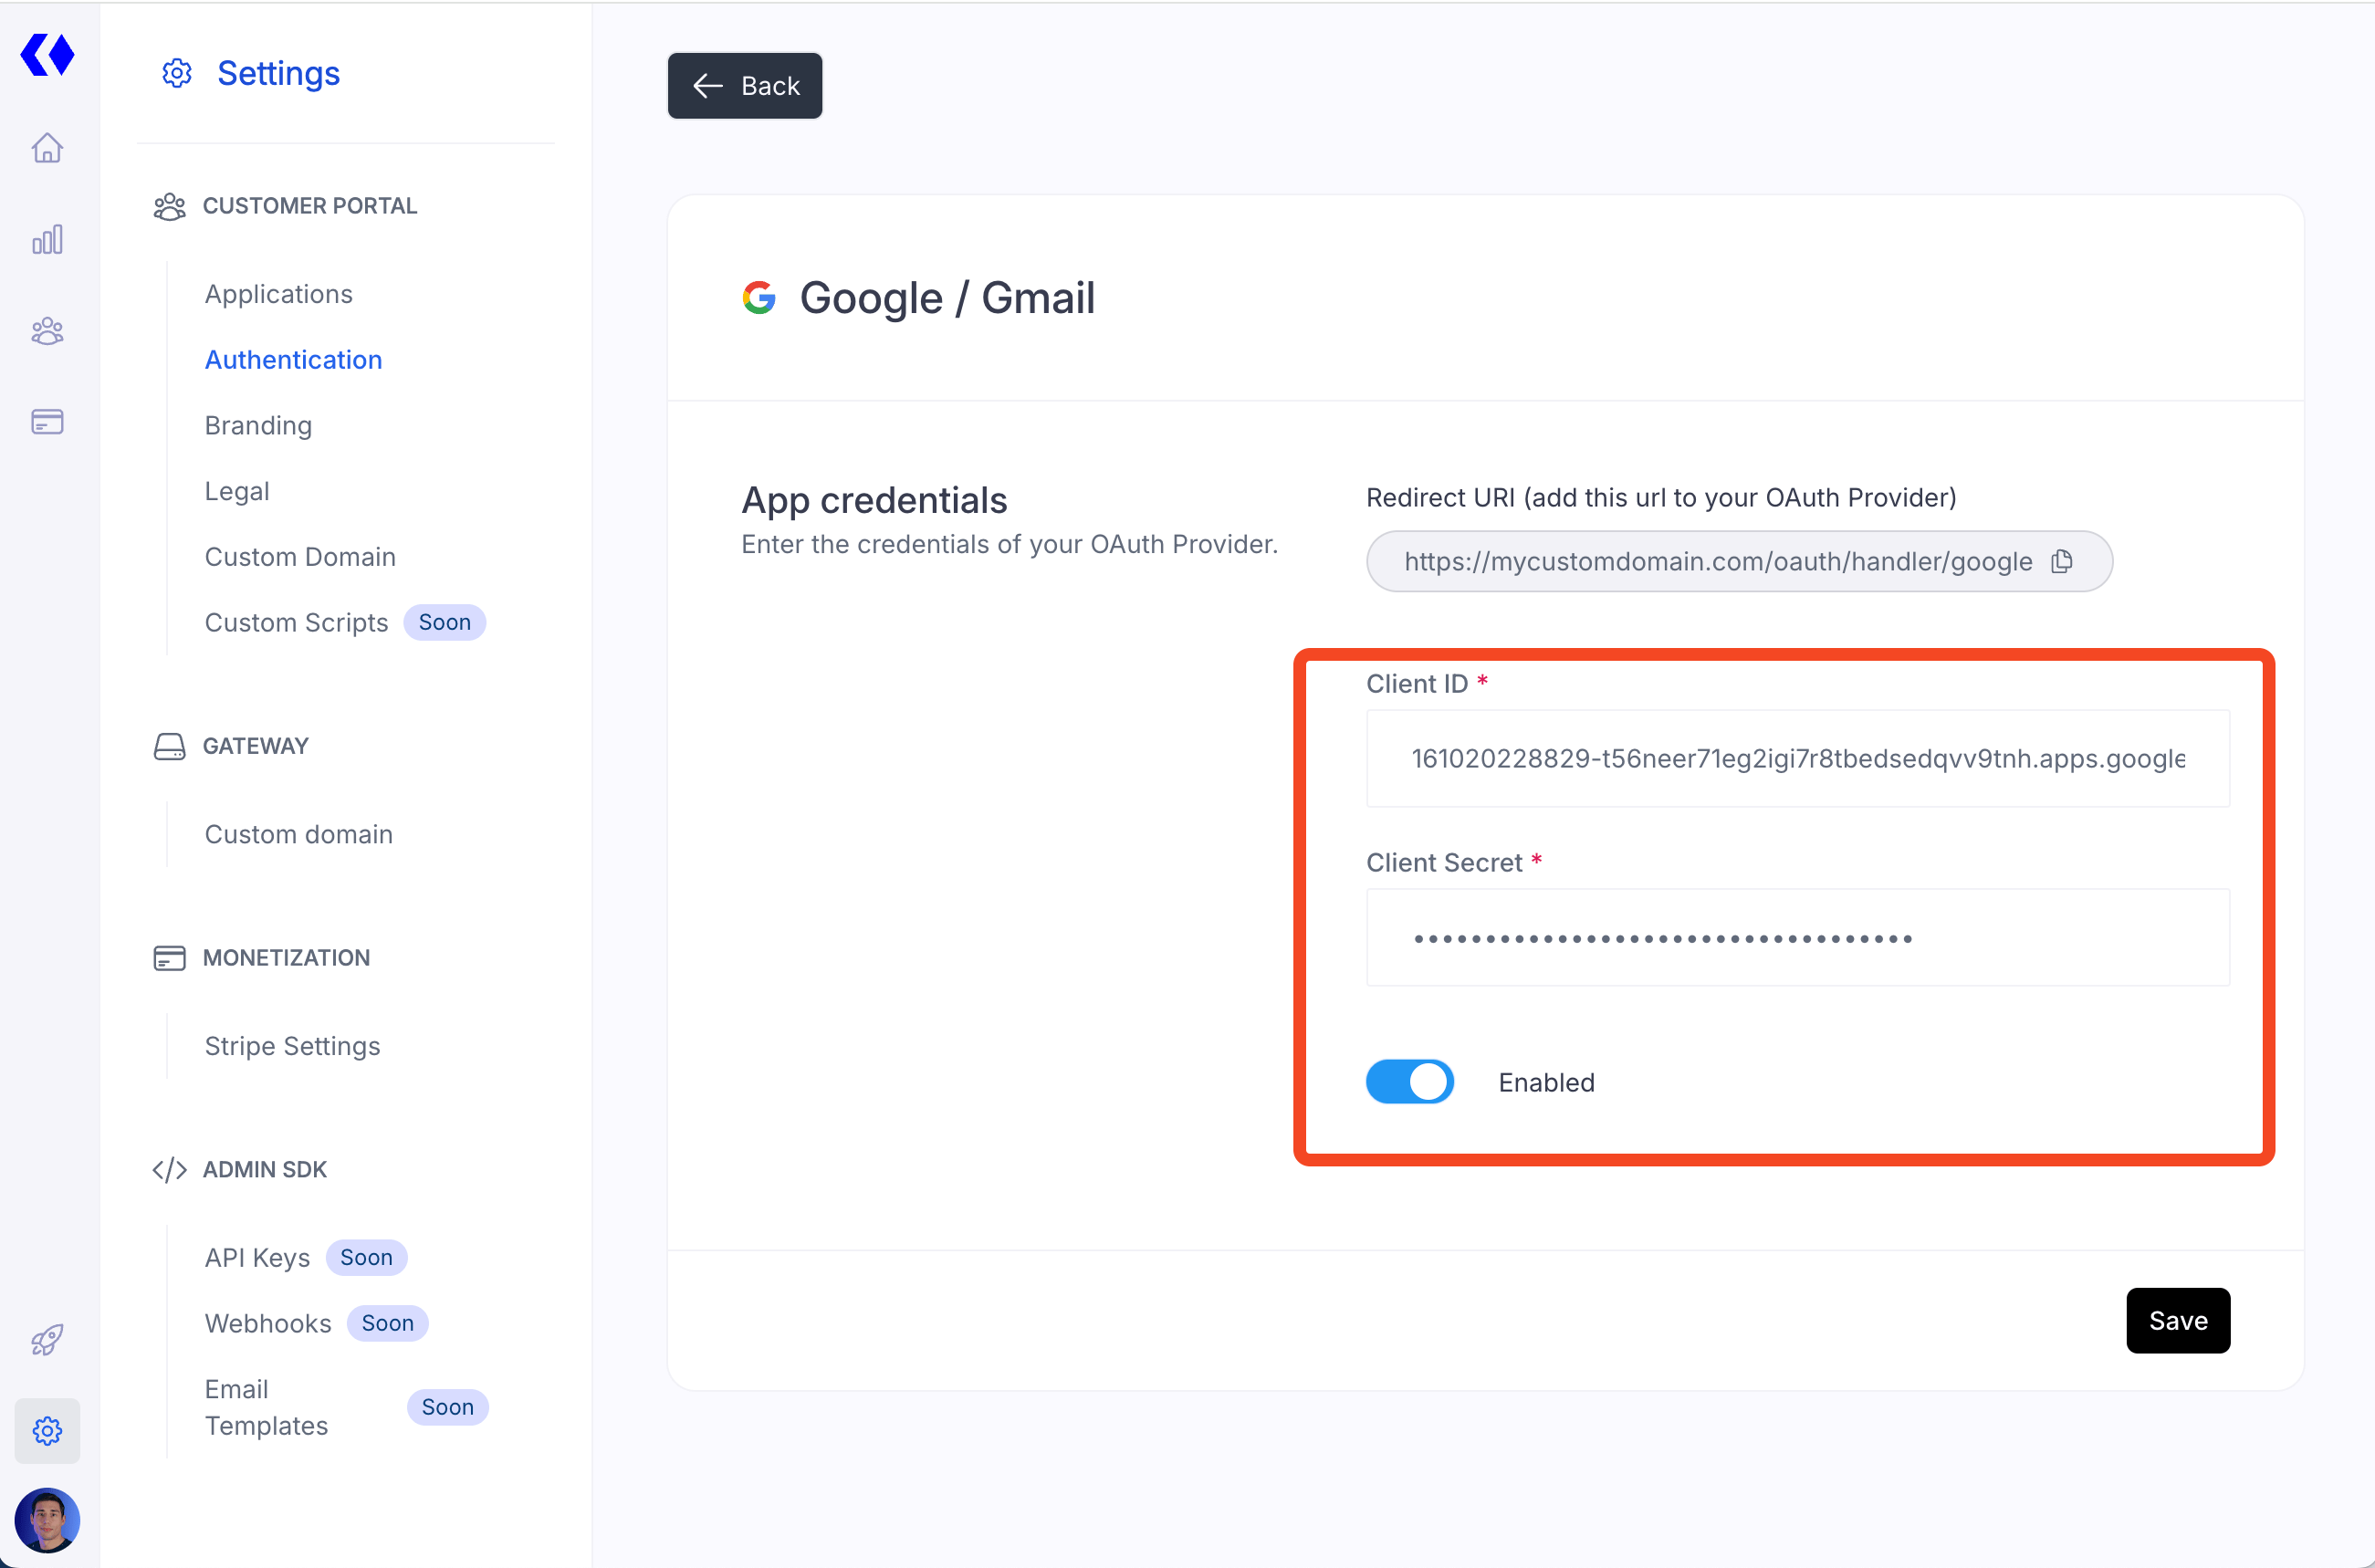 Settings
CUSTOMER PORTAL
Applications
Authentication
Branding
Legal
Custom Domain
Custom Scripts Soon
GATEWAY
Custom domain
MONETIZATION
Stripe Settings
ADMIN SDK
API Keys Soon
Webhooks Soon
Email
Templates
Soon
Back
Google / Gmail
App credentials
Enter the credentials of your OAuth Provider.
Redirect URI (add this url to your OAuth Provider)
https://mycustomdomain.com/oauth/handler/google
Client ID *
161020228829-t56neer71eg2igi7r8tbedsedqvv9tnh.apps.google
Client Secret *
•••••••••••••••••••••••••••••••••••
Enabled
Save